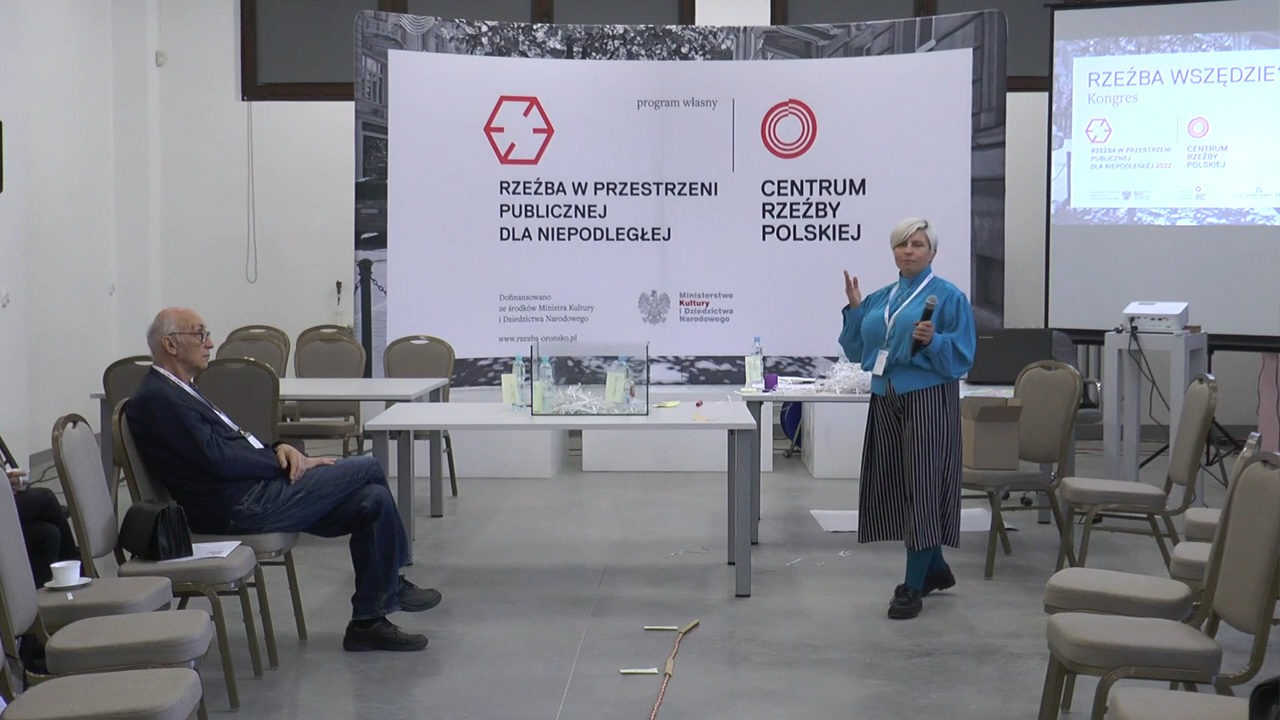 program własny
RZEŹBA W PRZESTRZENI
PUBLICZNEJ
DLA NIEPODLEGŁEJ
CENTRUM
RZEŹBY
POLSKIEJ
Dofinansowano
ze środków Ministra Kultury
i Dziedzictwa Narodowego
www.rzezba-oronsko.pl
Ministerstwo
Kultury
i Dziedzictwa
Narodowego
RZEŹBA WSZĘDZIE?
Kongres
RZEŹBA W PRZESTRZENI
PUBLICZNEJ
DLA NIEPODLEGŁEJ 2022
CENTRUM
RZEŹBY
POLSKIEJ